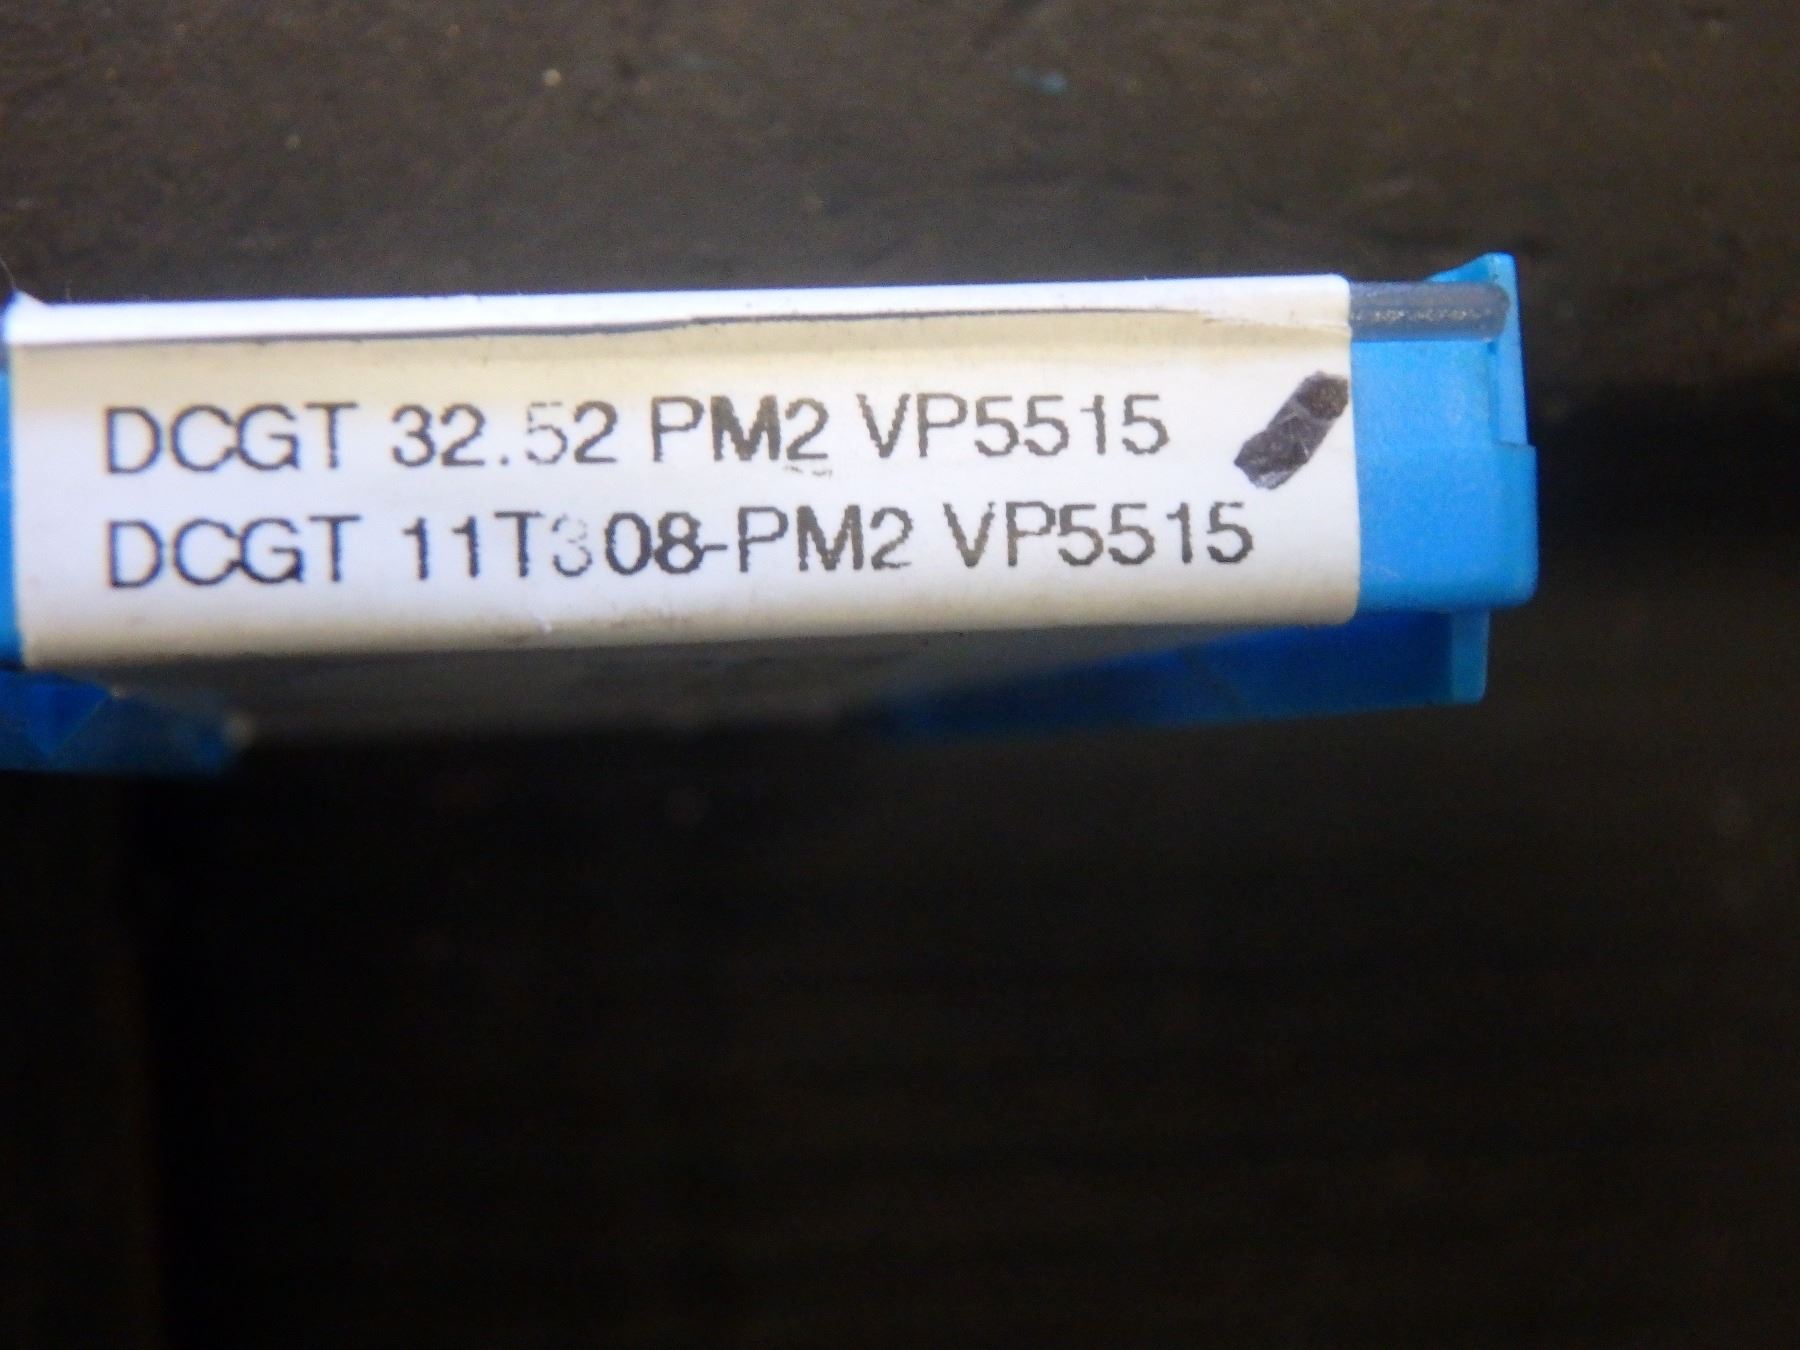 DCGT 32.52 PM2 VP5515
DCGT 11T308-PM2 VP5515